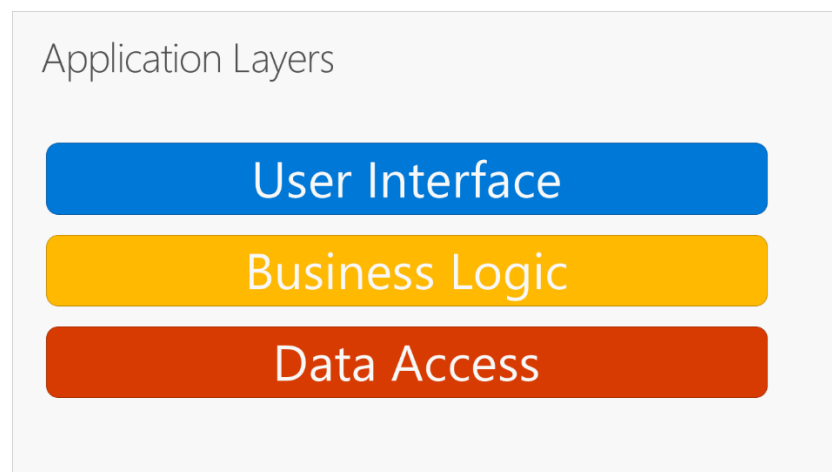 Application Layers
User Interface
Business Logic
Data Access